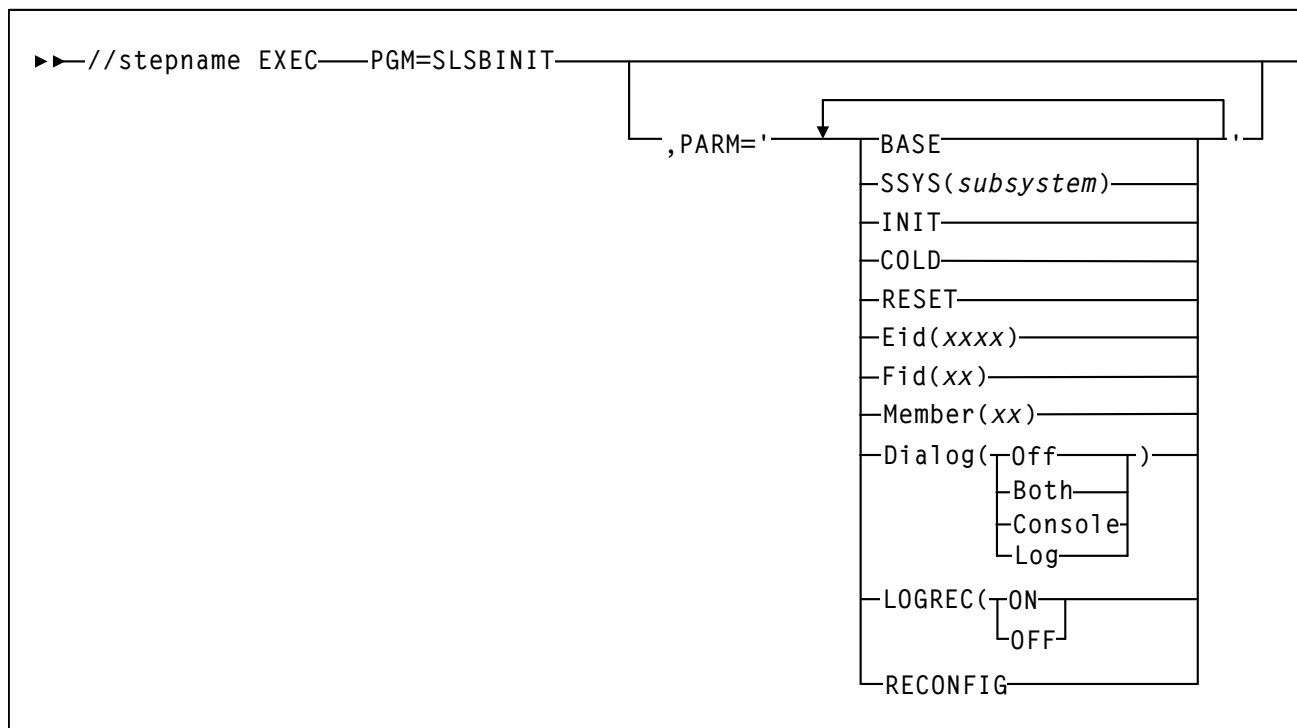 //stepname EXEC PGM=SLSBINIT
,PARM=' BASE '
SSYS(subsystem)
INIT
COLD
RESET
Eid(xxxx)
Fid(xx)
Member(xx)
Dialog( Off )
Both
Console
Log
LOGREC( ON
OFF
RECONFIG